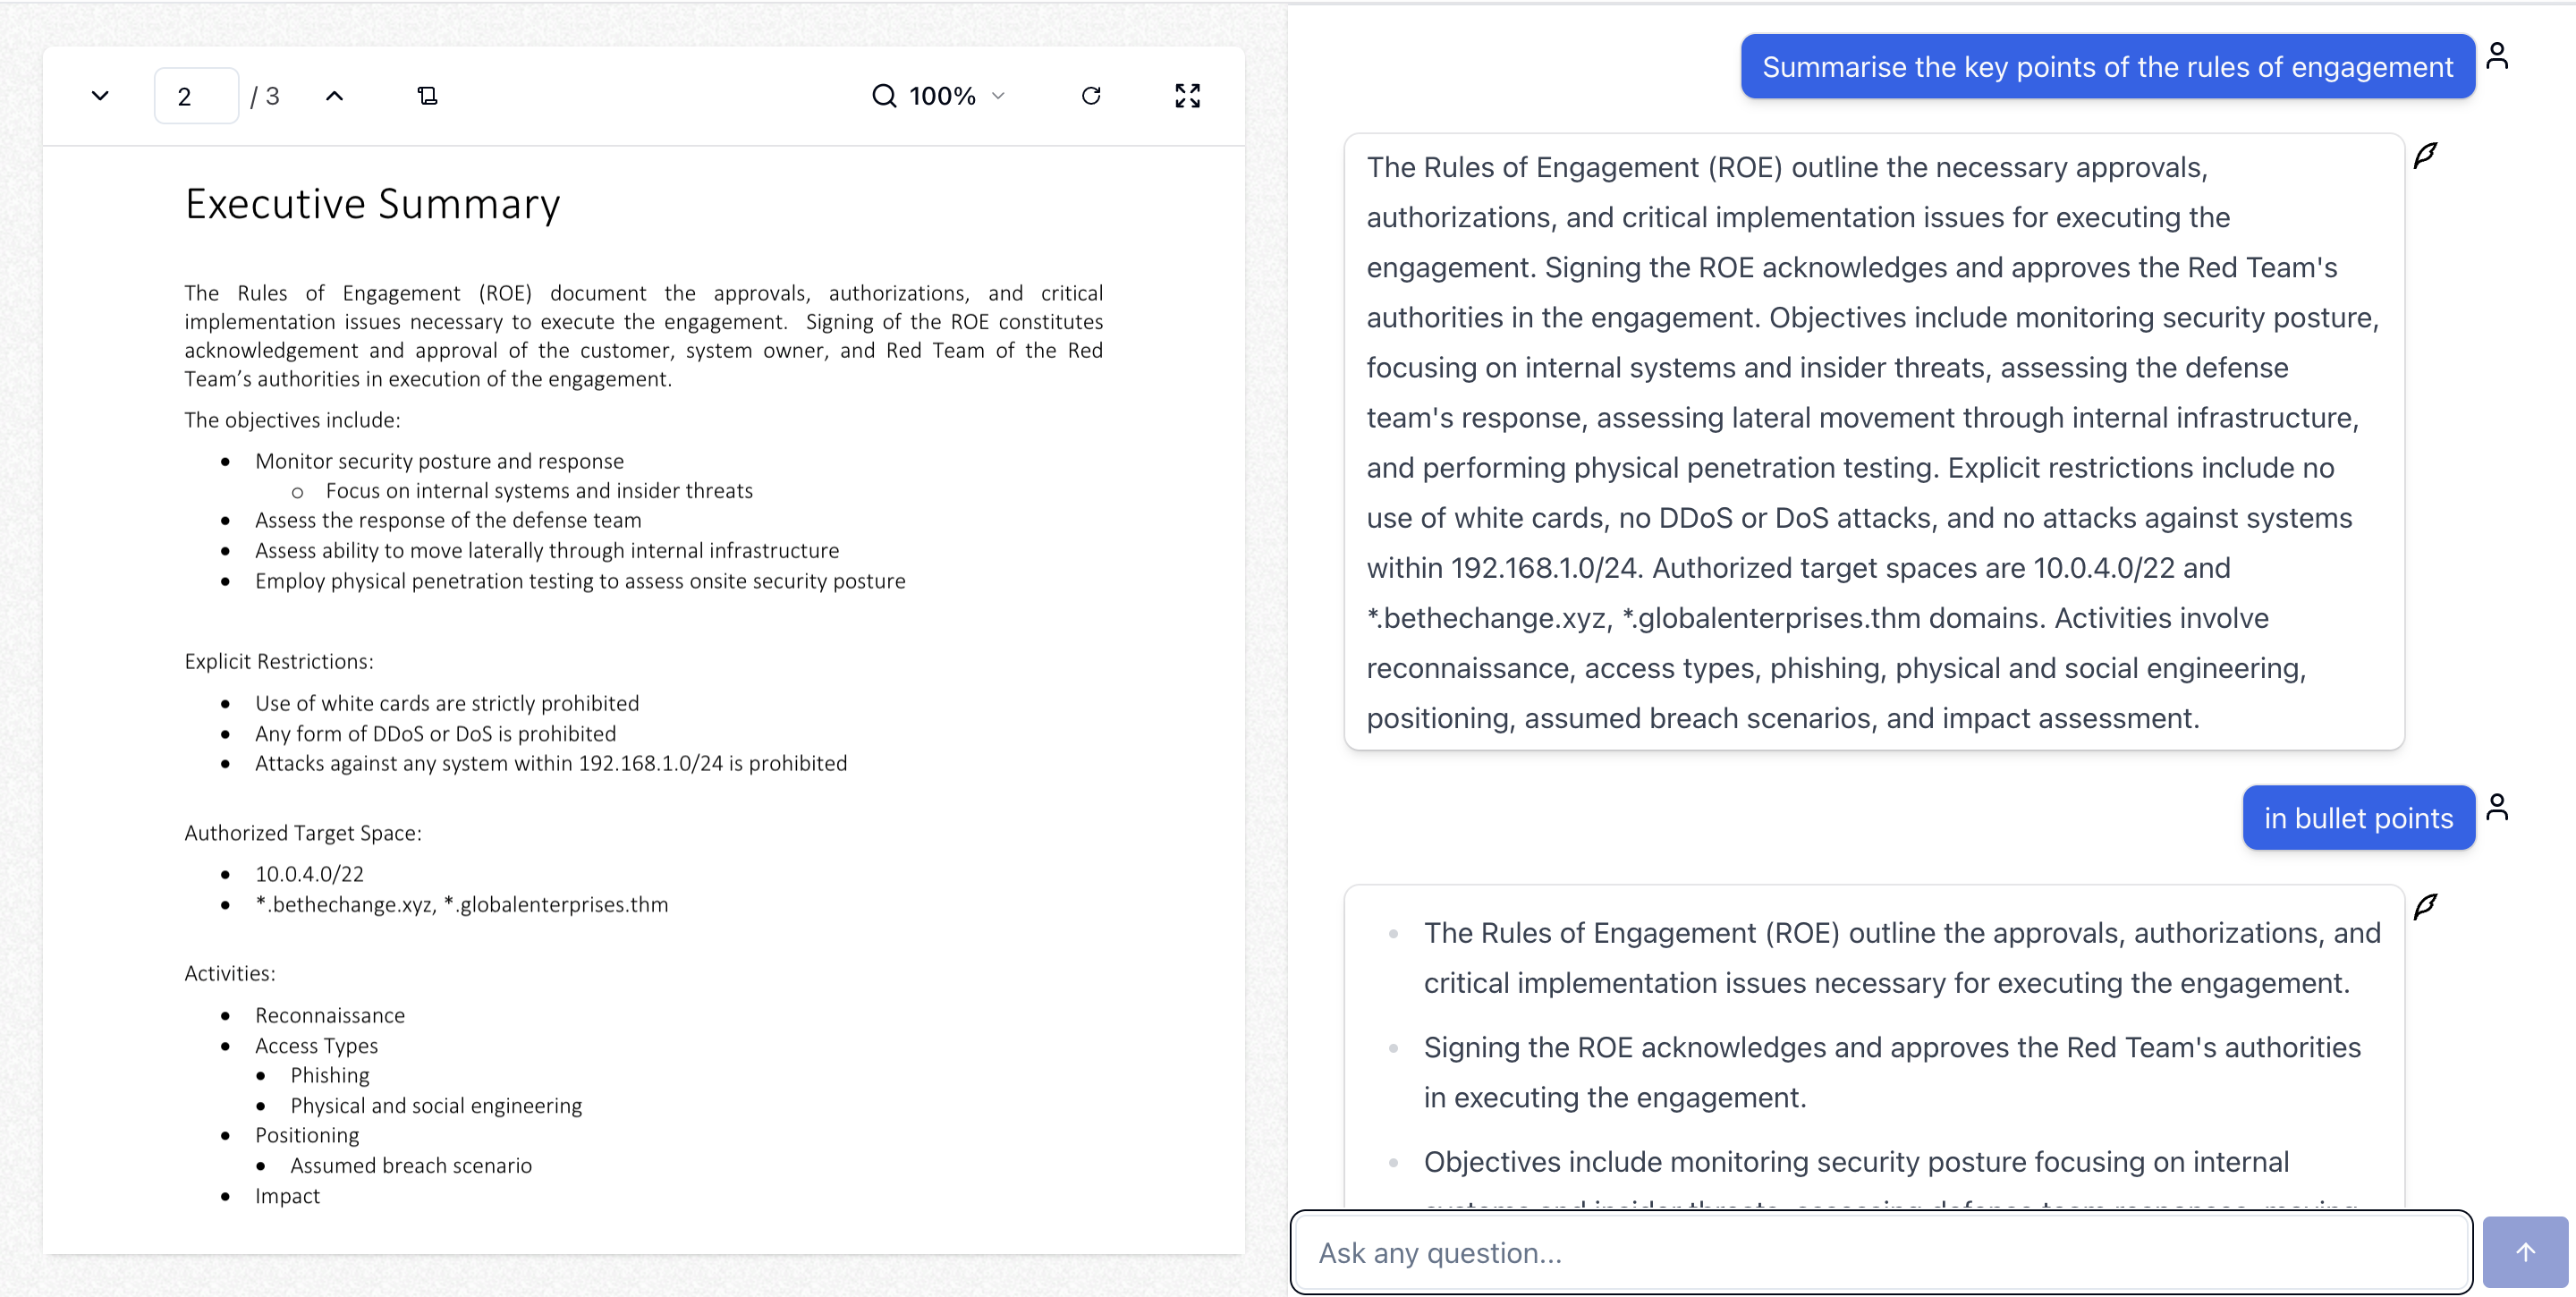 2 / 3
100%
Executive Summary
The Rules of Engagement (ROE) document the approvals, authorizations, and critical
implementation issues necessary to execute the engagement. Signing of the ROE constitutes
acknowledgement and approval of the customer, system owner, and Red Team of the Red
Team’s authorities in execution of the engagement.
The objectives include:
● Monitor security posture and response
○ Focus on internal systems and insider threats
● Assess the response of the defense team
● Assess ability to move laterally through internal infrastructure
● Employ physical penetration testing to assess onsite security posture
Explicit Restrictions:
● Use of white cards are strictly prohibited
● Any form of DDoS or DoS is prohibited
● Attacks against any system within 192.168.1.0/24 is prohibited
Authorized Target Space:
● 10.0.4.0/22
● *.bethechange.xyz, *.globalenterprises.thm
Activities:
● Reconnaissance
● Access Types
● Phishing
● Physical and social engineering
● Positioning
● Assumed breach scenario
● Impact
Summarise the key points of the rules of engagement
The Rules of Engagement (ROE) outline the necessary approvals,
authorizations, and critical implementation issues for executing the
engagement. Signing the ROE acknowledges and approves the Red Team's
authorities in the engagement. Objectives include monitoring security posture,
focusing on internal systems and insider threats, assessing the defense
team's response, assessing lateral movement through internal infrastructure,
and performing physical penetration testing. Explicit restrictions include no
use of white cards, no DDoS or DoS attacks, and no attacks against systems
within 192.168.1.0/24. Authorized target spaces are 10.0.4.0/22 and
*.bethechange.xyz, *.globalenterprises.thm domains. Activities involve
reconnaissance, access types, phishing, physical and social engineering,
positioning, assumed breach scenarios, and impact assessment.
in bullet points
• The Rules of Engagement (ROE) outline the approvals, authorizations, and
critical implementation issues necessary for executing the engagement.
• Signing the ROE acknowledges and approves the Red Team's authorities
in executing the engagement.
• Objectives include monitoring security posture focusing on internal
Ask any question...